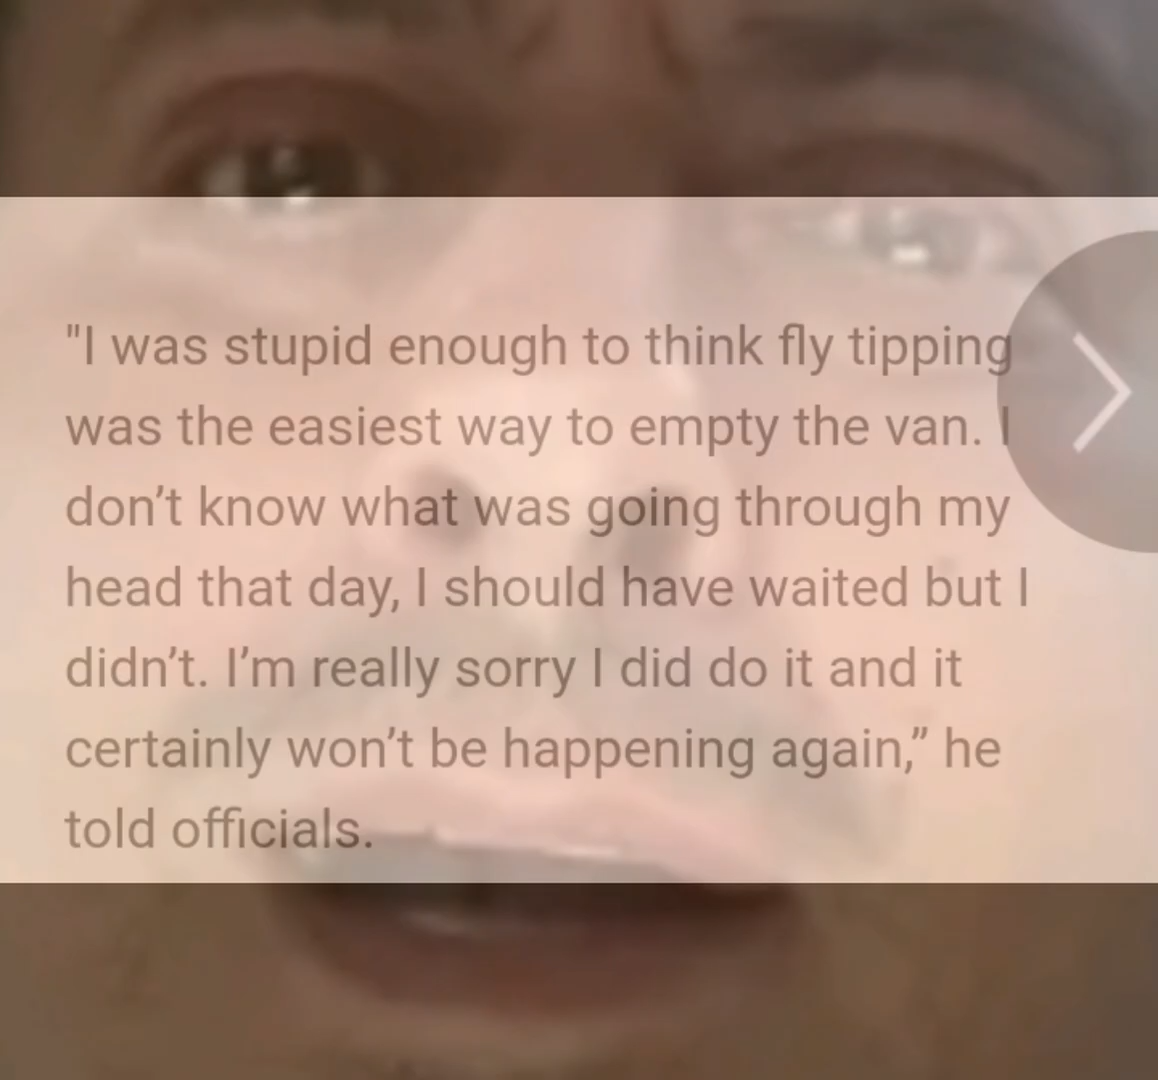 "I was stupid enough to think fly tipping
was the easiest way to empty the van. I
don’t know what was going through my
head that day, I should have waited but I
didn’t. I’m really sorry I did do it and it
certainly won’t be happening again,” he
told officials.